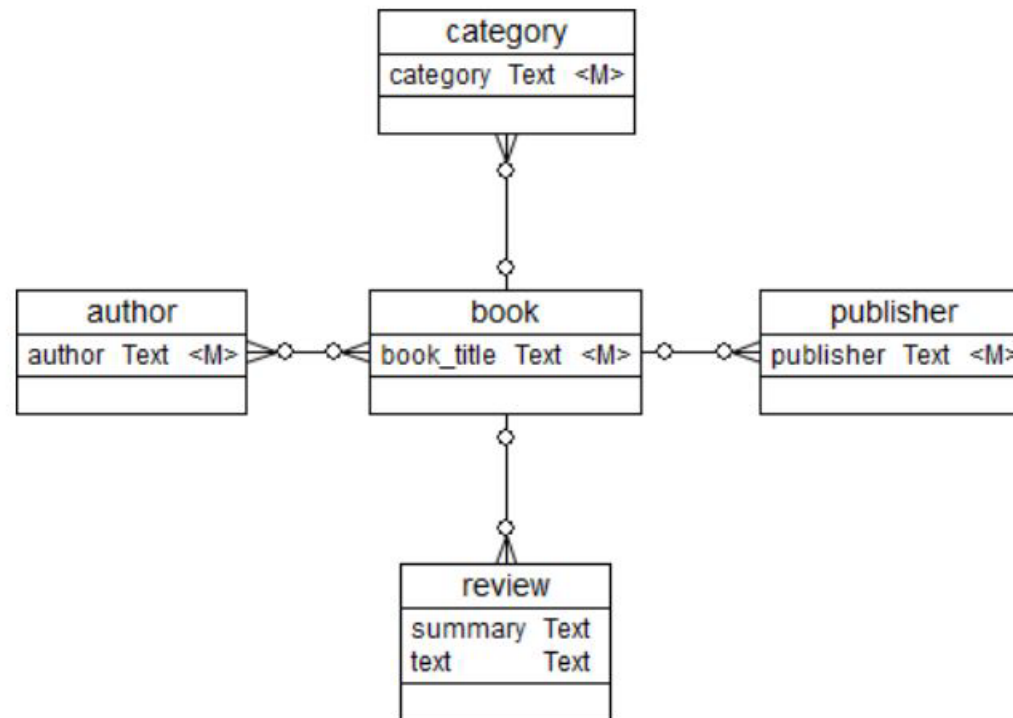 category
category Text <M>
author
author Text <M>
book
book_title Text <M>
publisher
publisher Text <M>
review
summary Text
text Text